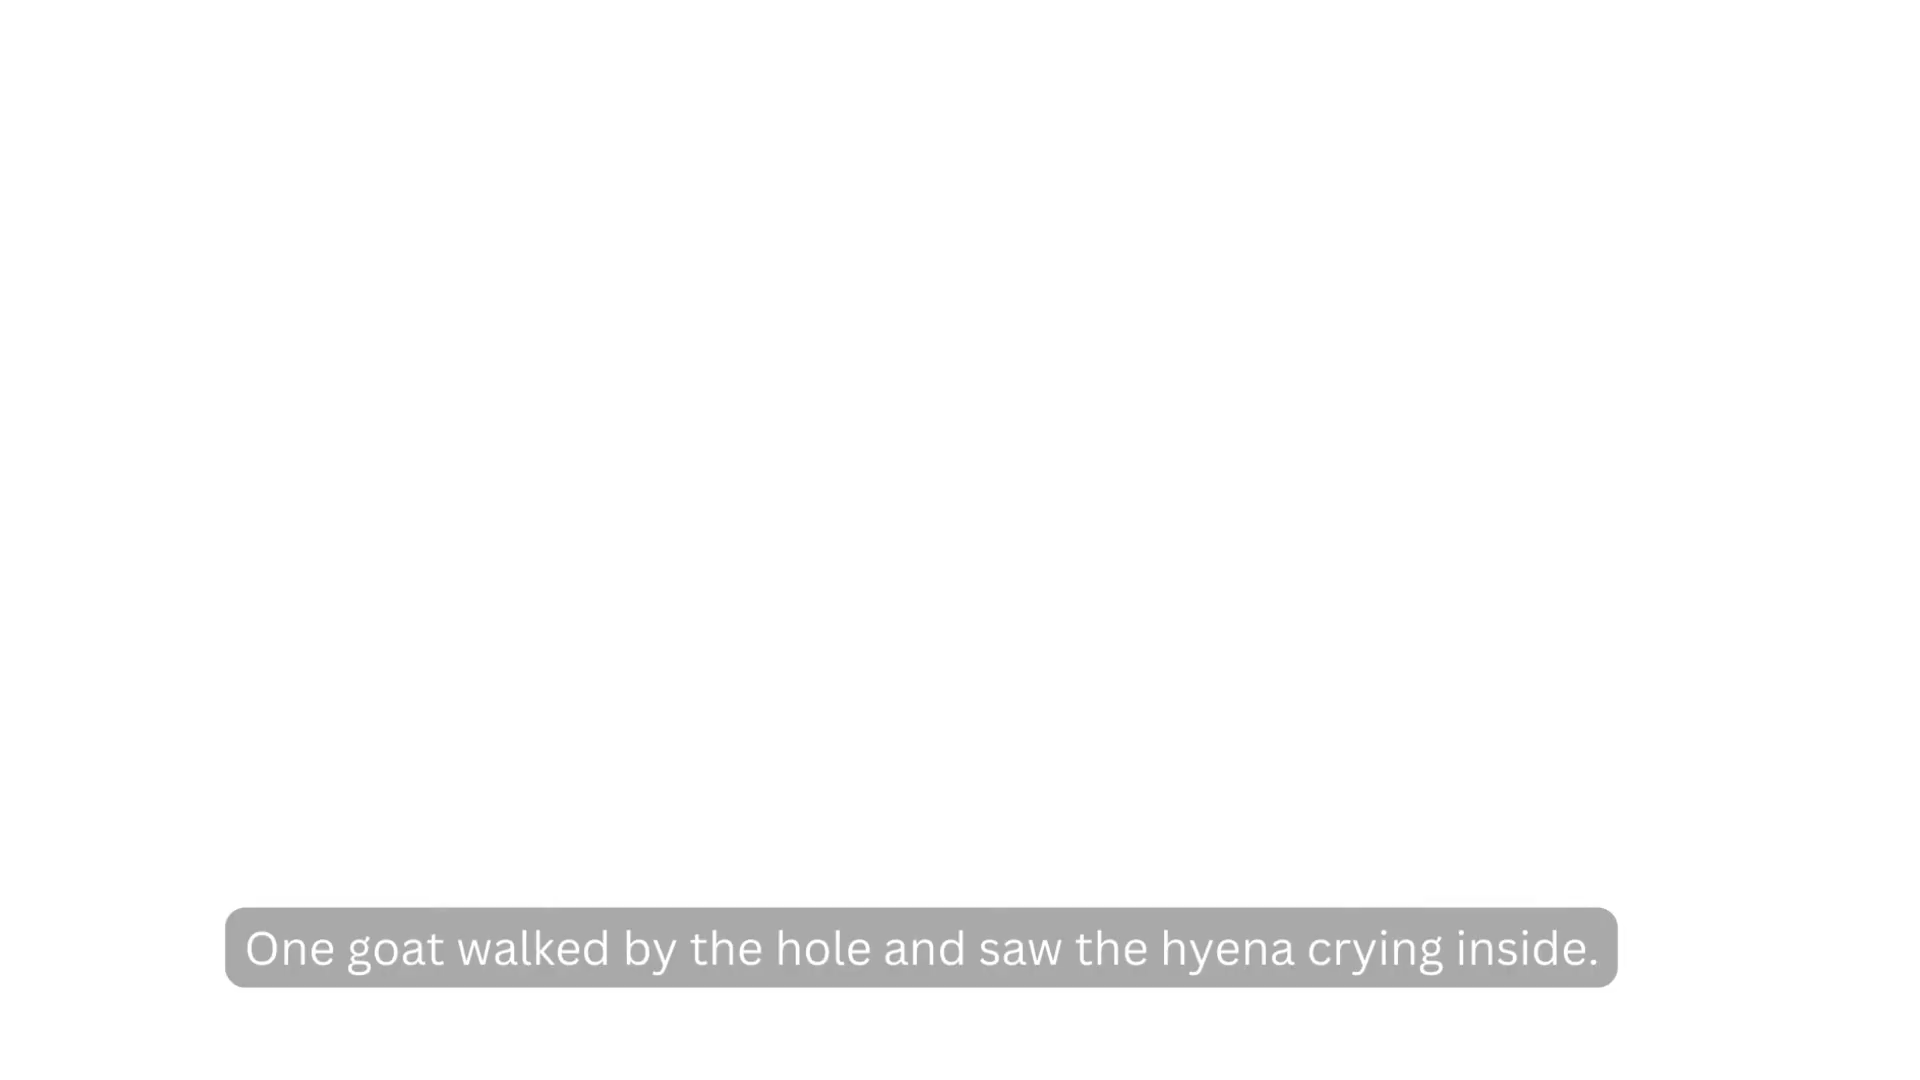 One goat walked by the hole and saw the hyena crying inside.